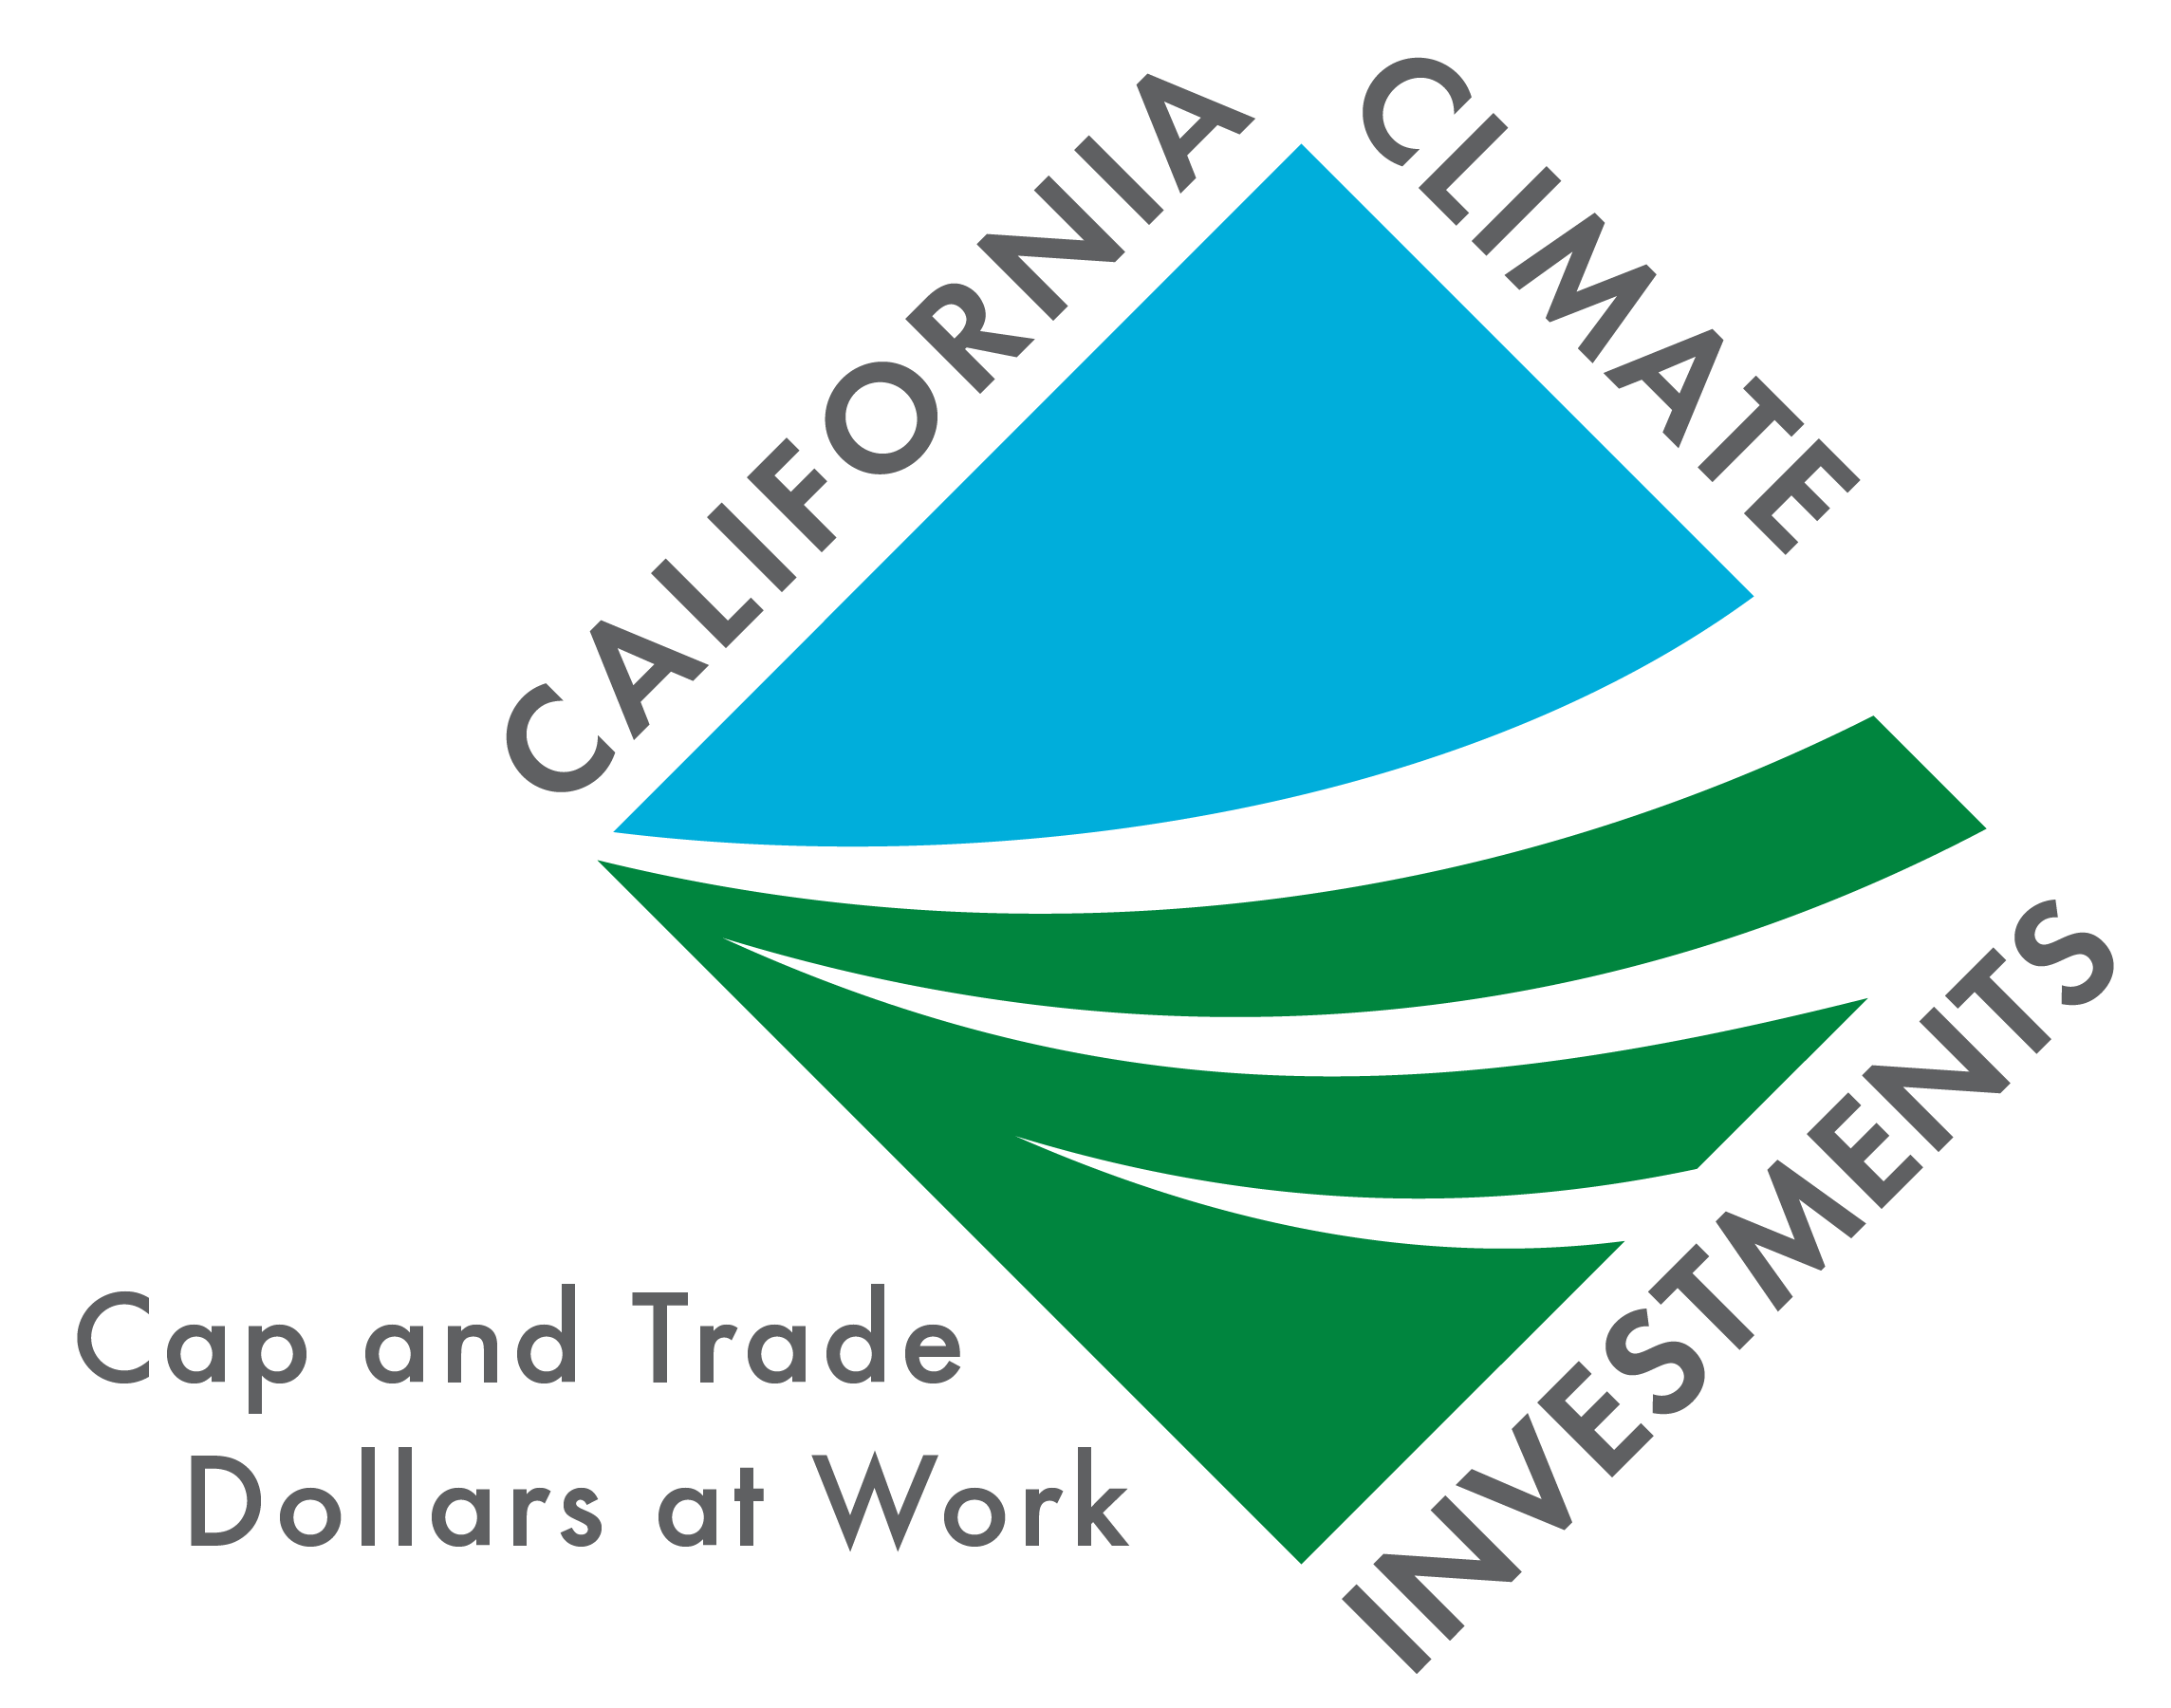 CALIFORNIA
CLIMATE
INVESTMENTS
Cap and Trade
Dollars at Work